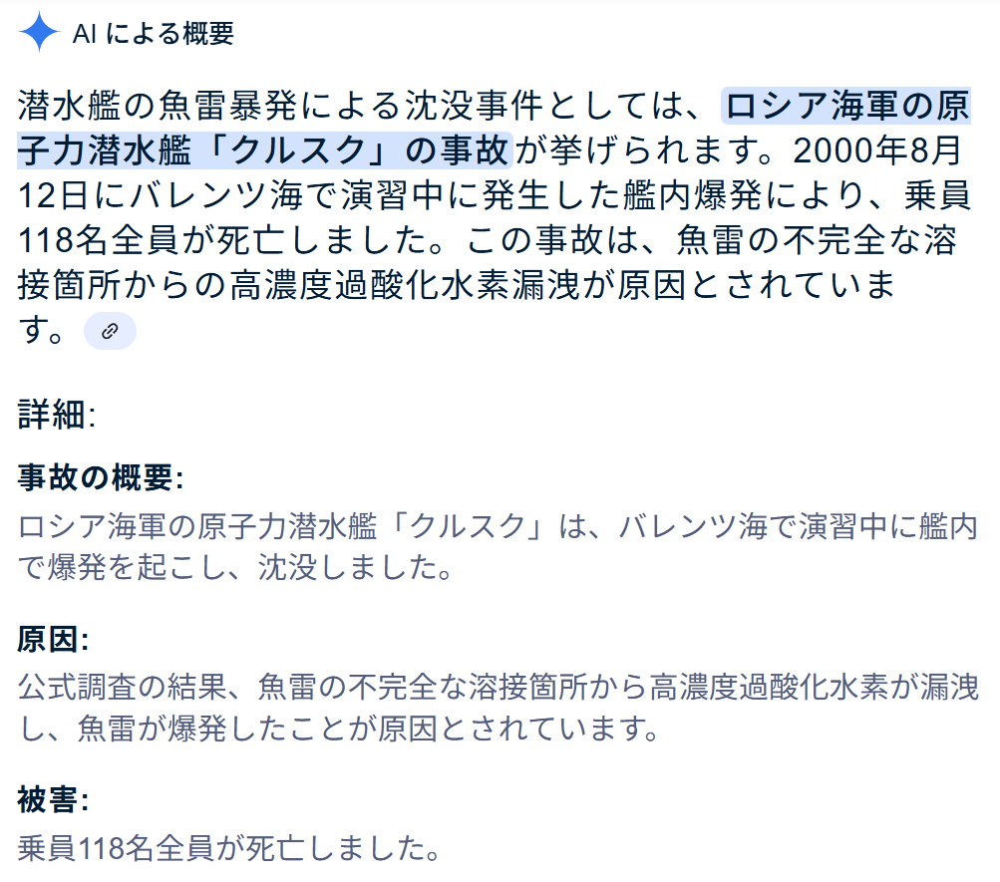 AI による概要
潜水艦の魚雷暴発による沈没事件としては、ロシア海軍の原
子力潜水艦「クルスク」の事故が挙げられます。2000年8月
12日にバレンツ海で演習中に発生した艦内爆発により、乗員
118名全員が死亡しました。この事故は、魚雷の不完全な溶
接箇所からの高濃度過酸化水素漏洩が原因とされていま
す。
詳細:
事故の概要:
ロシア海軍の原子力潜水艦「クルスク」は、バレンツ海で演習中に艦内
で爆発を起こし、沈没しました。
原因:
公式調査の結果、魚雷の不完全な溶接箇所から高濃度過酸化水素が漏洩
し、魚雷が爆発したことが原因とされています。
被害:
乗員118名全員が死亡しました。